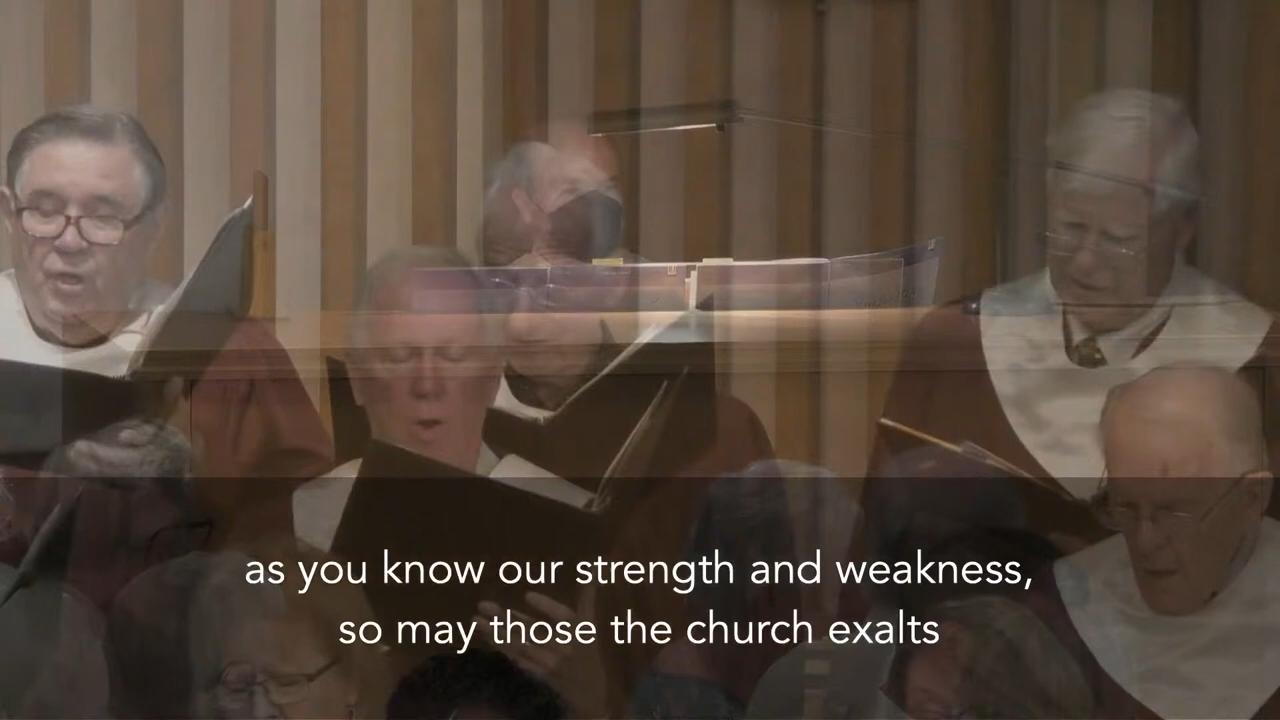 as you know our strength and weakness,
so may those the church exalts